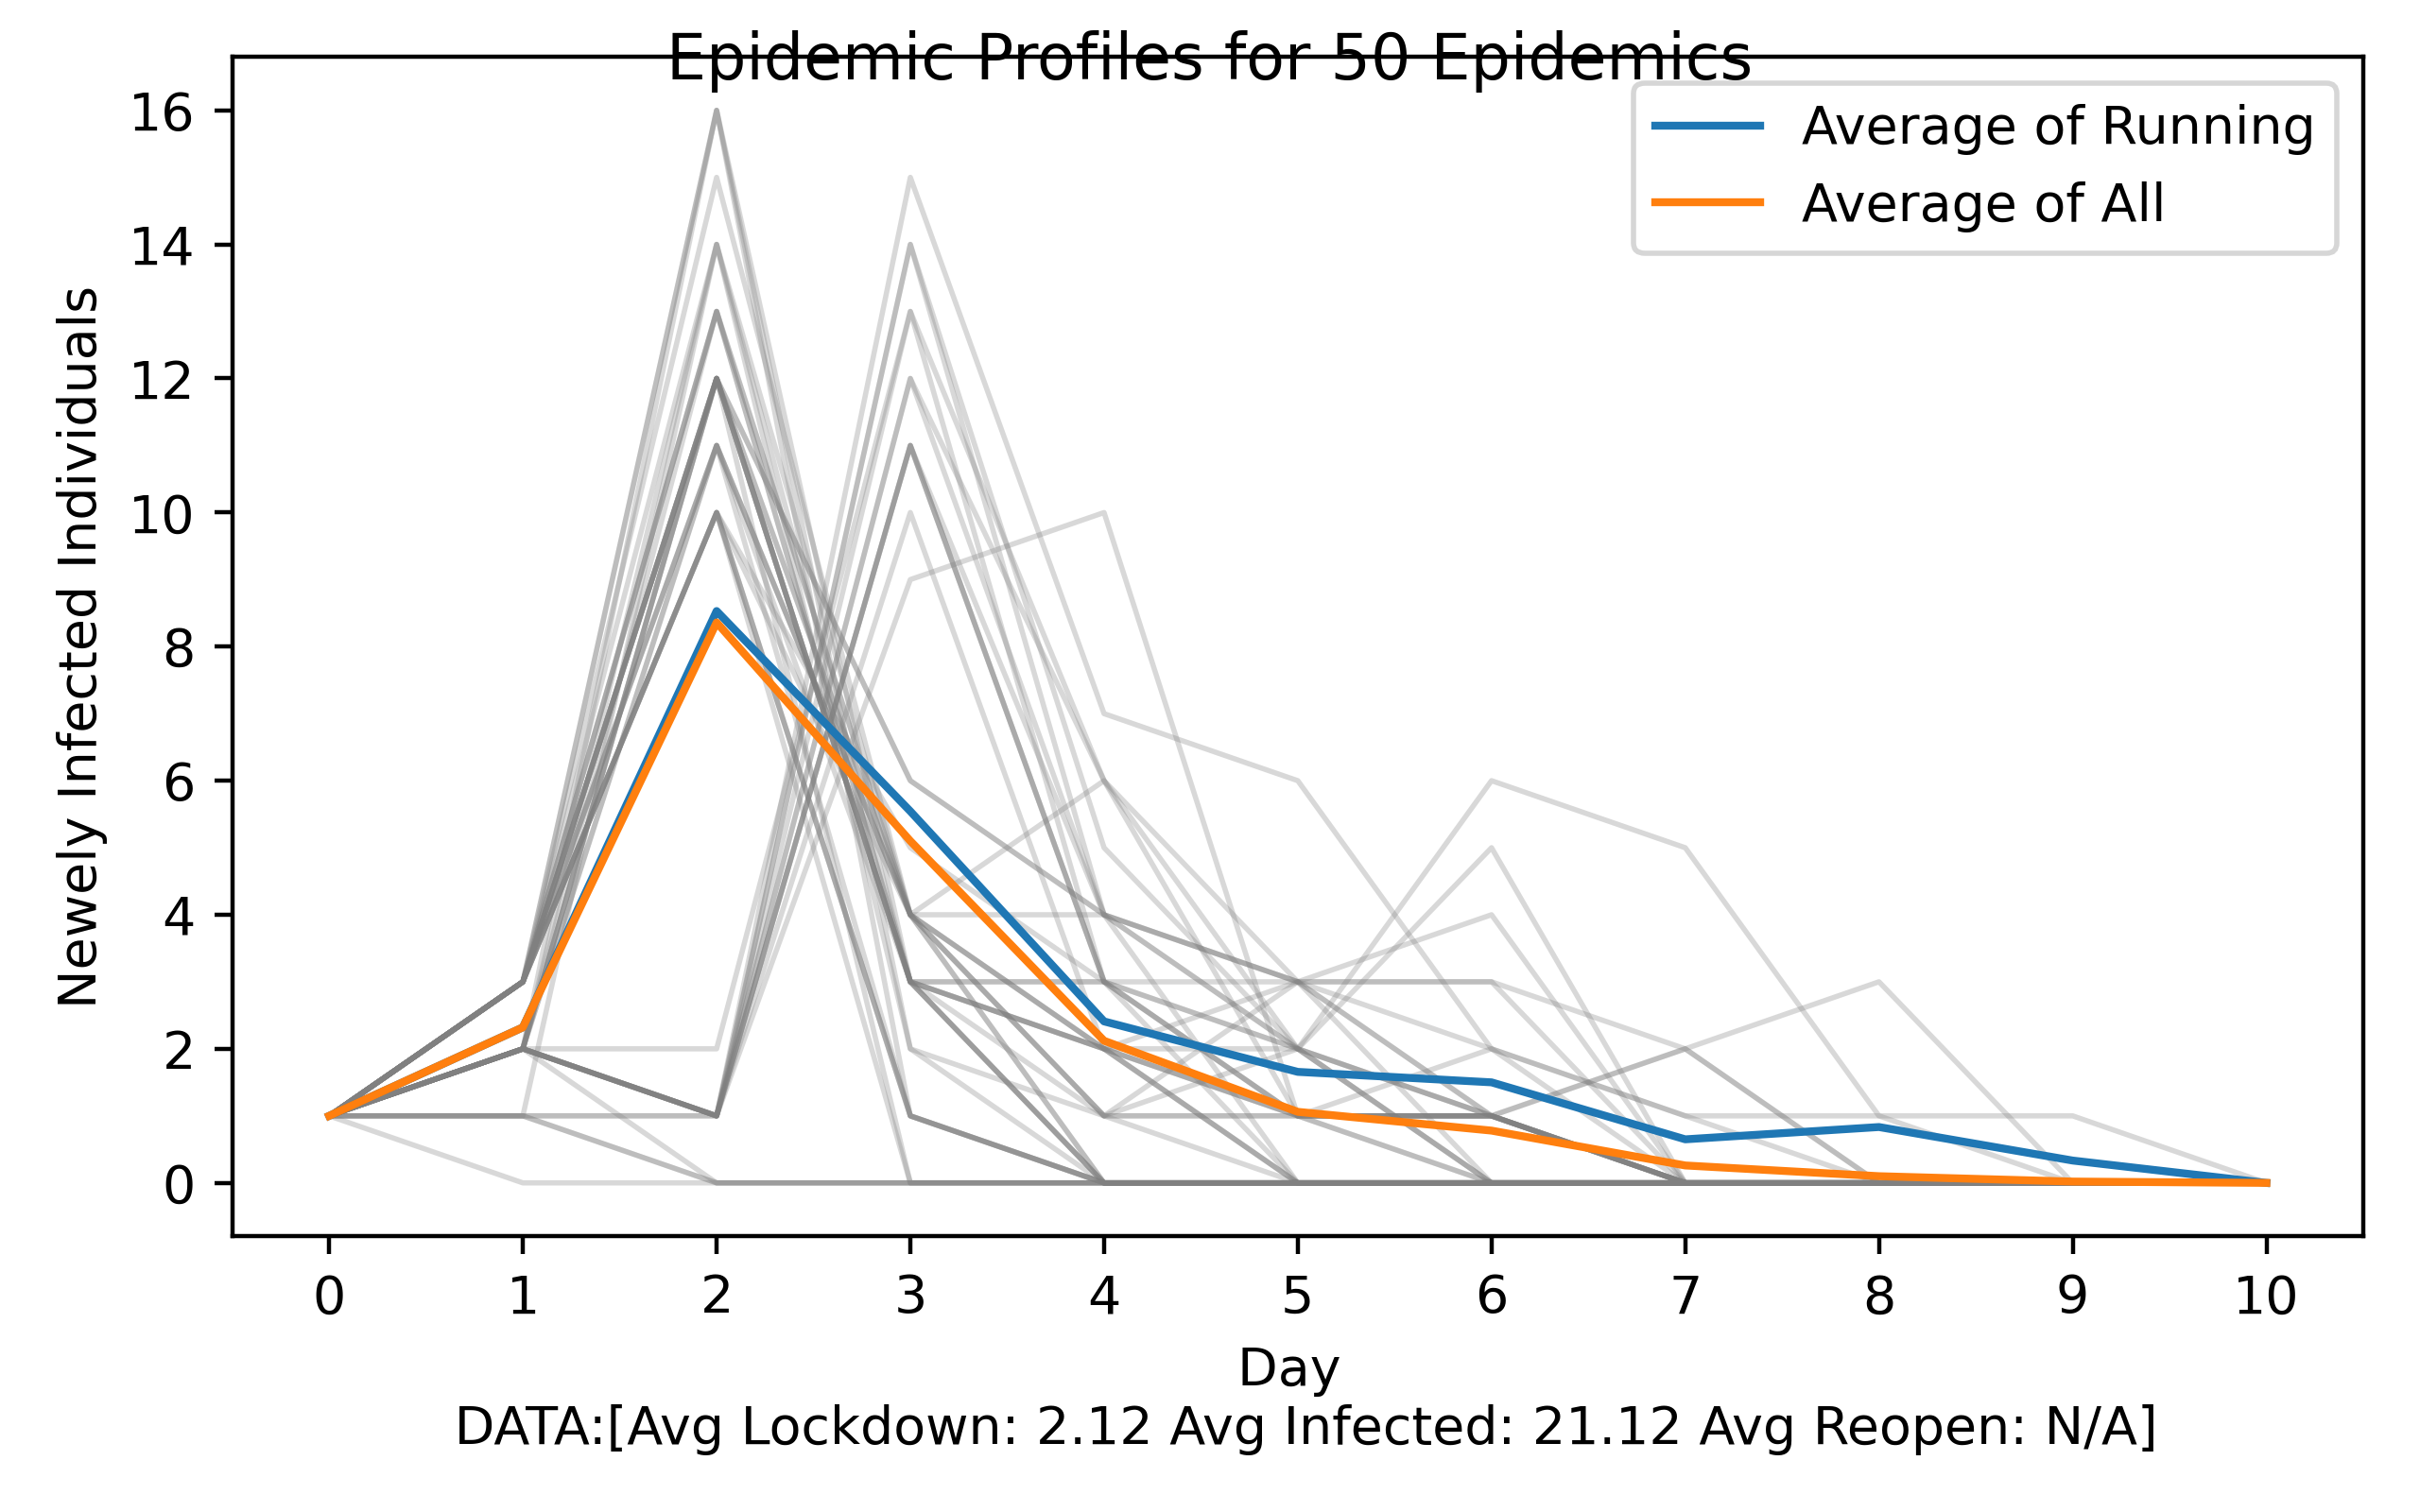 Epidemic Profiles for 50 Epidemics
Average of Running
Average of All
Newely Infected Individuals
16
14
12
10
8
6
4
2
0
0 1 2 3 4 5 6 7 8 9 10
Day
DATA:[Avg Lockdown: 2.12 Avg Infected: 21.12 Avg Reopen: N/A]